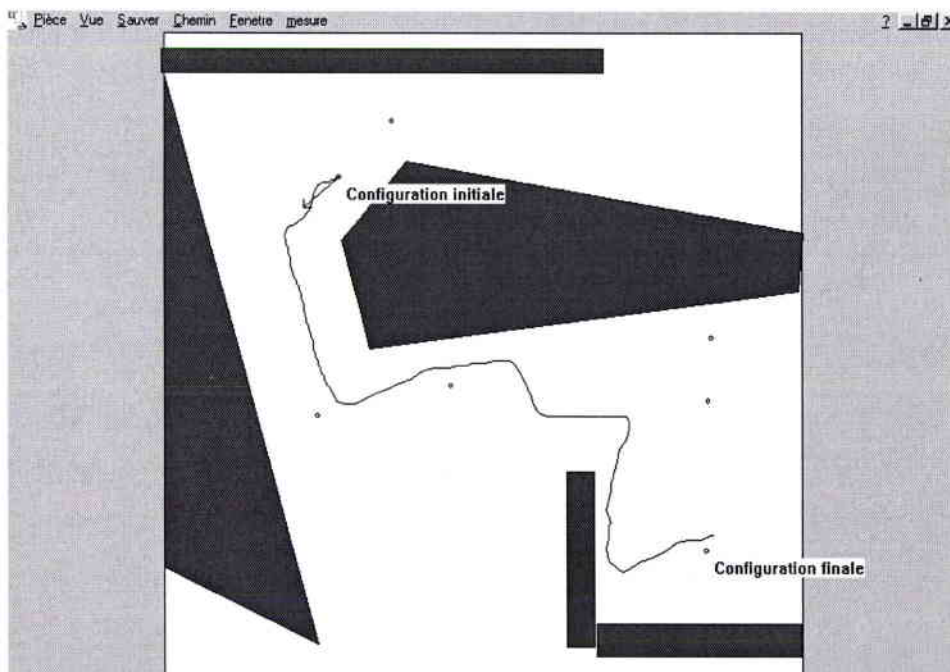 Pièce Vue Sauver Chemin Fenetre mesure ?
Configuration initiale
Configuration finale